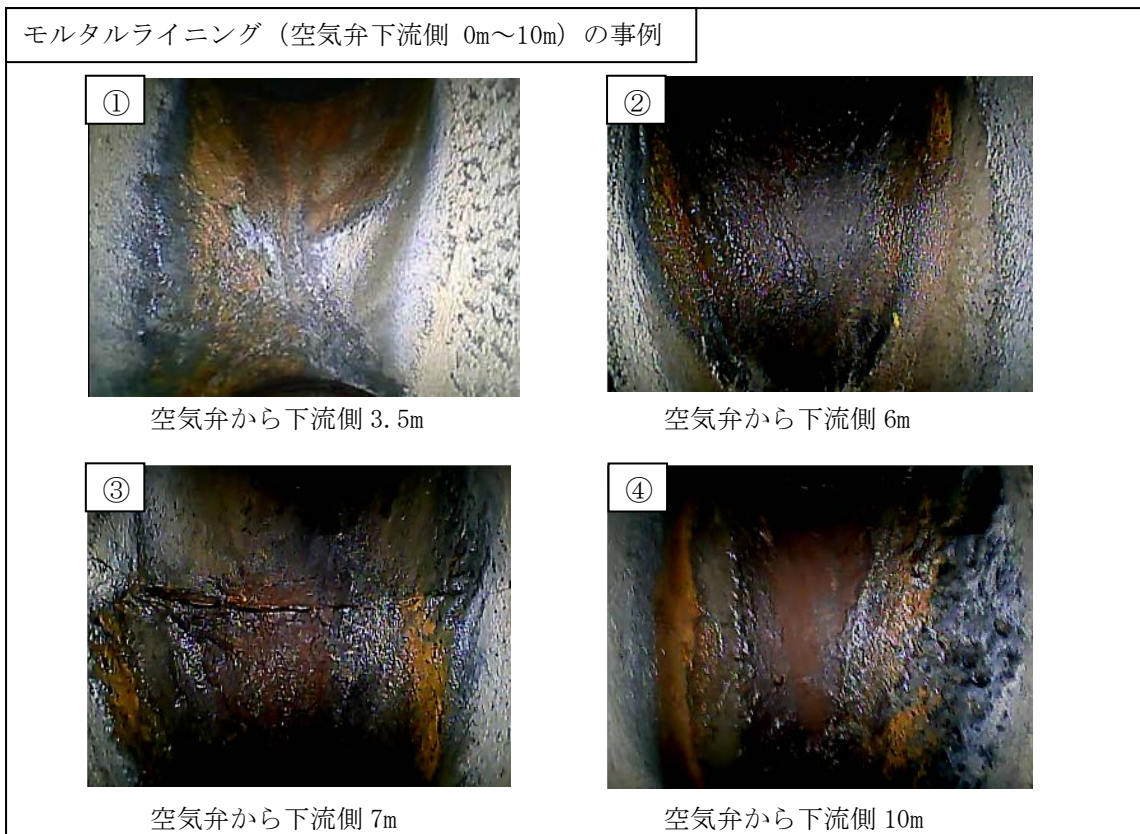 モルタルライニング（空気弁下流側 0m～10m）の事例
①
②
空気弁から下流側 3.5m
空気弁から下流側 6m
③
④
空気弁から下流側 7m
空気弁から下流側 10m